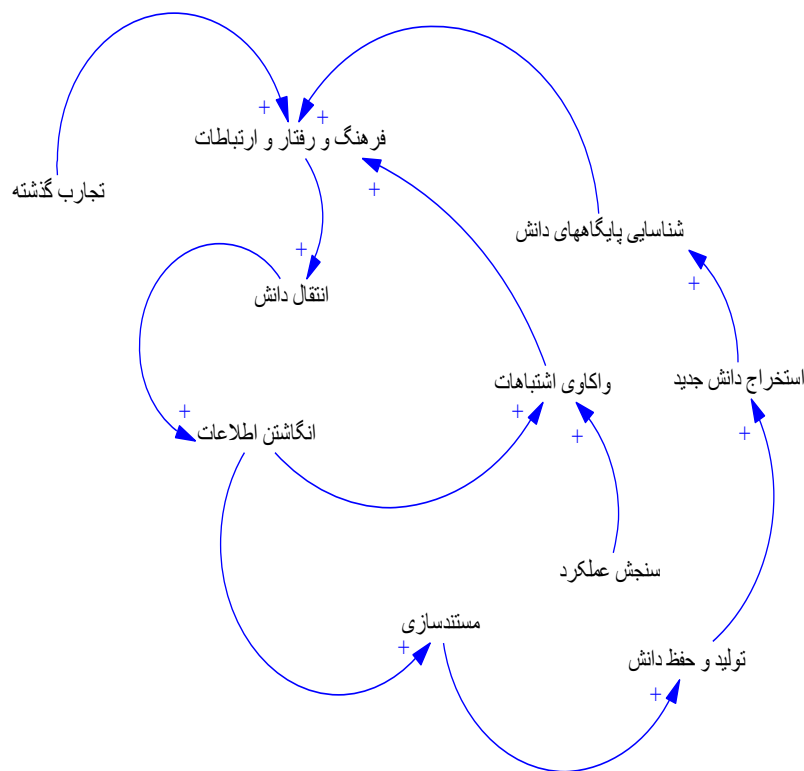 +
+
فرهنگ و رفتار و ارتباطات
تجارب گذشته
+
شناسایی پایگاههای دانش
+
انتقال دانش
+
استخراج دانش جدید
واکاوی اشتباهات
+
+
+
+
انگاشتن اطلاعات
سنجش عملکرد
مستندسازی
+
تولید و حفظ دانش
+